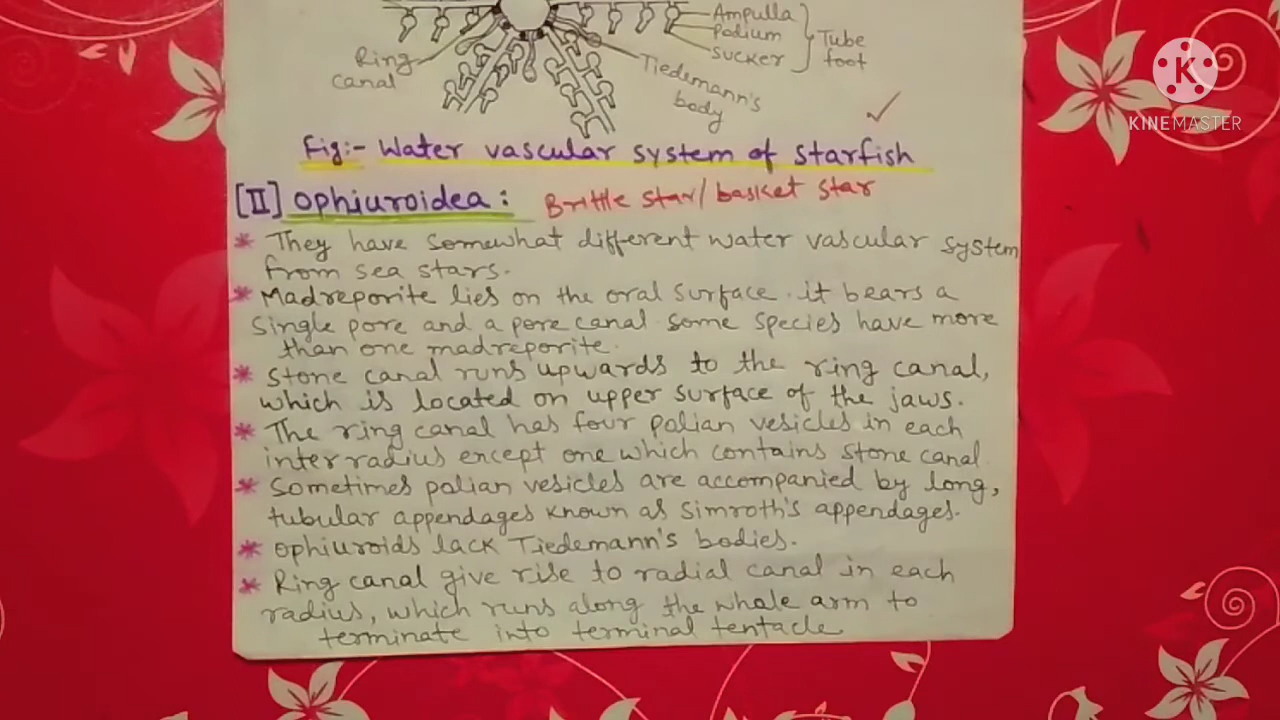 Ampulla
Podium
Sucker
Tube
foot
Ring
canal
Tiedemann's
body
K
KINEMASTER
Fig:- Water vascular system of starfish
[II] Ophiuroidea: Brittle star/basket star
* They have somewhat different water vascular system
from sea stars.
* Madreporite lies on the oral surface. it bears a
single pore and a pore canal. some species have more
than one madreporite.
* Stone canal runs upwards to the ring canal,
which is located on upper surface of the jaws.
* The ring canal has four polian vesicles in each
interradius except one which contains stone canal
* Sometimes polian vesicles are accompanied by long,
tubular appendages known as Simroth's appendages.
* Ophiuroids lack Tiedemann's bodies.
* Ring canal give rise to radial canal in each
radius, which runs along the whole arm to
terminate into terminal tentacle